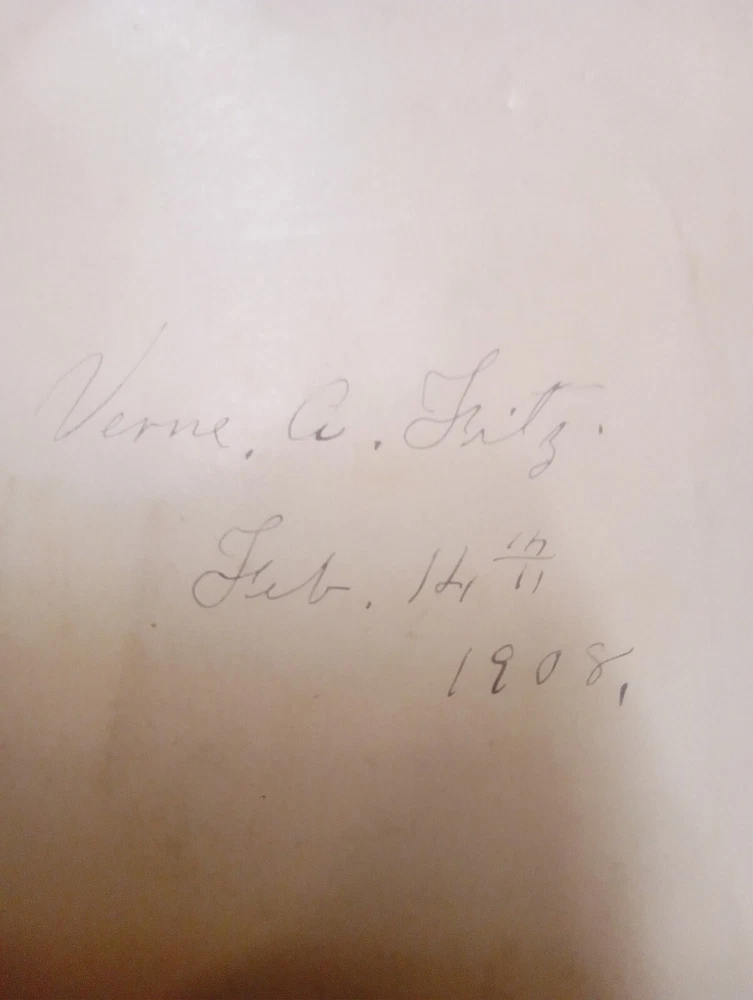 Verne. A. Fritz.
Feb. 14th
1908.